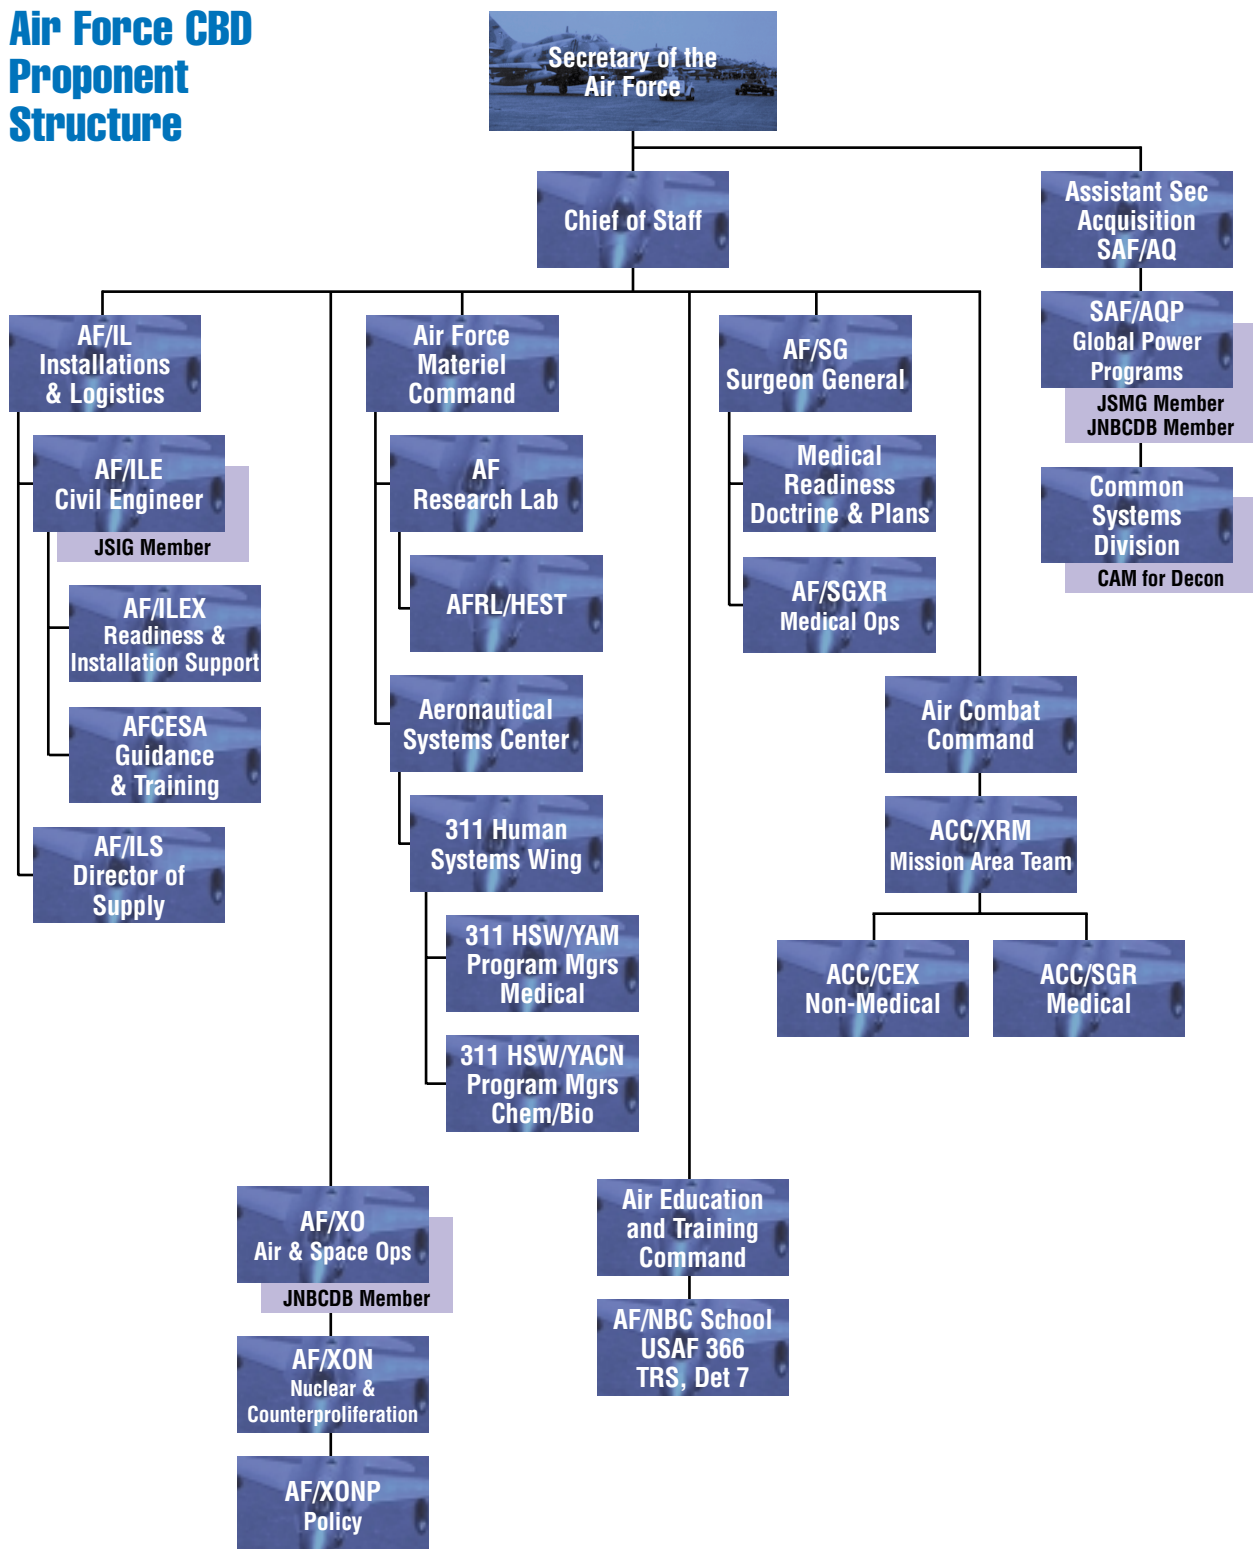 Air Force CBD
Proponent
Structure
Secretary of the
Air Force
Chief of Staff
Assistant Sec
Acquisition
SAF/AQ
AF/IL
Installations
& Logistics
Air Force
Materiel
Command
AF/SG
Surgeon General
SAF/AQP
Global Power
Programs
JSMG Member
JNBCDB Member
AF/ILE
Civil Engineer
JSIG Member
AF
Research Lab
Medical
Readiness
Doctrine & Plans
Common
Systems
Division
CAM for Decon
AF/ILEX
Readiness &
Installation Support
AFRL/HEST
AF/SGXR
Medical Ops
AFCESA
Guidance
& Training
Aeronautical
Systems Center
Air Combat
Command
AF/ILS
Director of
Supply
311 Human
Systems Wing
ACC/XRM
Mission Area Team
311 HSW/YAM
Program Mgrs
Medical
ACC/CEX
Non-Medical
ACC/SGR
Medical
311 HSW/YACN
Program Mgrs
Chem/Bio
AF/XO
Air & Space Ops
JNBCDB Member
Air Education
and Training
Command
AF/XON
Nuclear &
Counterproliferation
AF/NBC School
USAF 366
TRS, Det 7
AF/XONP
Policy